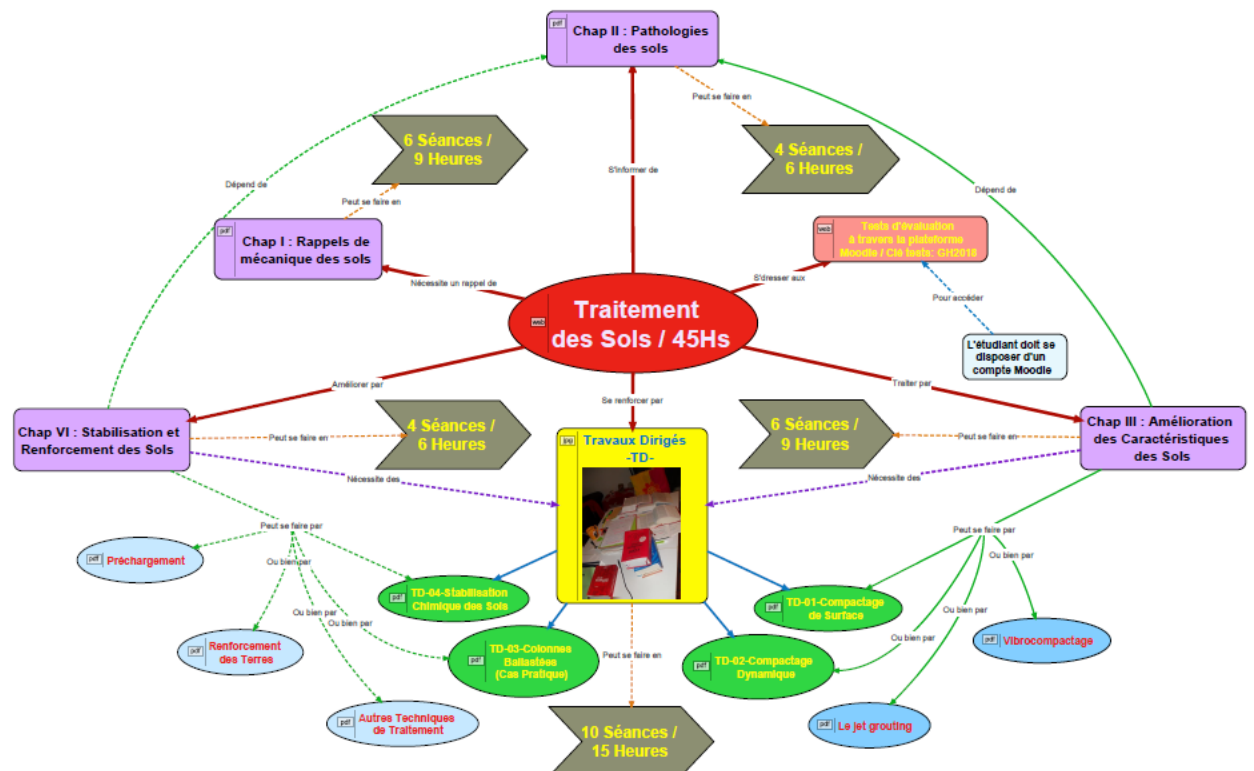 pdf
Chap II : Pathologies
des sols
Peut se faire en
6 Séances /
9 Heures
4 Séances /
6 Heures
S'informer de
Dépend de
Dépend de
Peut se faire en
pdf
Chap I : Rappels de
mécanique des sols
web
Tests d'évaluation
à travers la plateforme
Moodle / Clé tests: GH2018
Nécessite un rappel de
S'dresser aux
Pour accéder
web
Traitement
des Sols / 45Hs
L'étudiant doit se
disposer d'un
compte Moodle
Améliorer par
Se renforcer par
Traiter par
Chap VI : Stabilisation et
Renforcement des Sols
Peut se faire en
4 Séances /
6 Heures
jpg
Travaux Dirigés
-TD-
6 Séances /
9 Heures
Peut se faire en
Chap III : Amélioration
des Caractéristiques
des Sols
Nécessite des
Nécessite des
Peut se faire par
Peut se faire par
Ou bien par
Ou bien par
pdf
Préchargement
Ou bien par
pdf
TD-04-Stabilisation
Chimique des Sols
pdf
TD-01-Compactage
de Surface
Ou bien par
Ou bien par
Ou bien par
Ou bien par
pdf
Renforcement
des Terres
pdf
TD-03-Colonnes
Ballastées
(Cas Pratique)
Peut se faire en
pdf
TD-02-Compactage
Dynamique
pdf
Vibrocompactage
pdf
Autres Techniques
de Traitement
10 Séances /
15 Heures
pdf
Le jet grouting